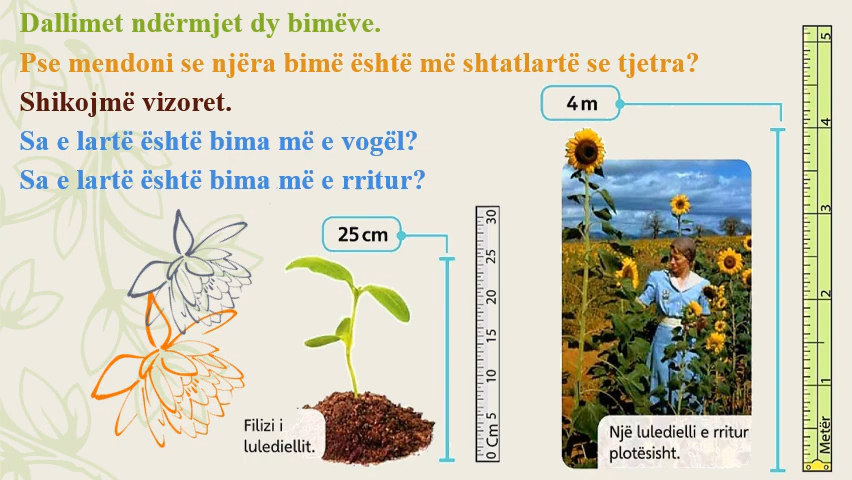 Dallimet ndërmjet dy bimëve.
Pse mendoni se njëra bimë është më shtatlartë se tjetra?
Shikojmë vizoret.
Sa e lartë është bima më e vogël?
Sa e lartë është bima më e rritur?
4 m
25 cm
Filizi i
lulediellit.
0 Cm 5 10 15 20 25 30
Një luledielli e rritur
plotësisht.
Metër 1 2 3 4 5